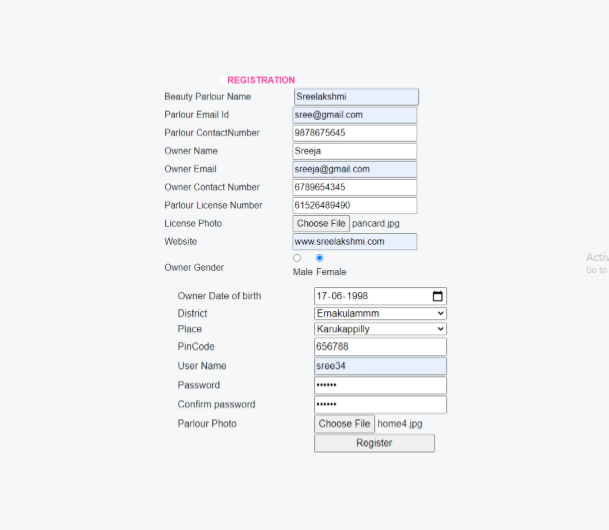 REGISTRATION
Beauty Parlour Name Sreelakshmi
Parlour Email Id sree@gmail.com
Parlour ContactNumber 9878675645
Owner Name Sreeja
Owner Email sreeja@gmail.com
Owner Contact Number 6789654345
Parlour License Number 61526489490
License Photo Choose File pancard.jpg
Website www.sreelakshmi.com
Owner Gender Male Female
Activ
Go to
Owner Date of birth 17-06-1998
District Ernakulammm
Place Karukappilly
PinCode 656788
User Name sree34
Password ••••••
Confirm password ••••••
Parlour Photo Choose File home4.jpg
Register